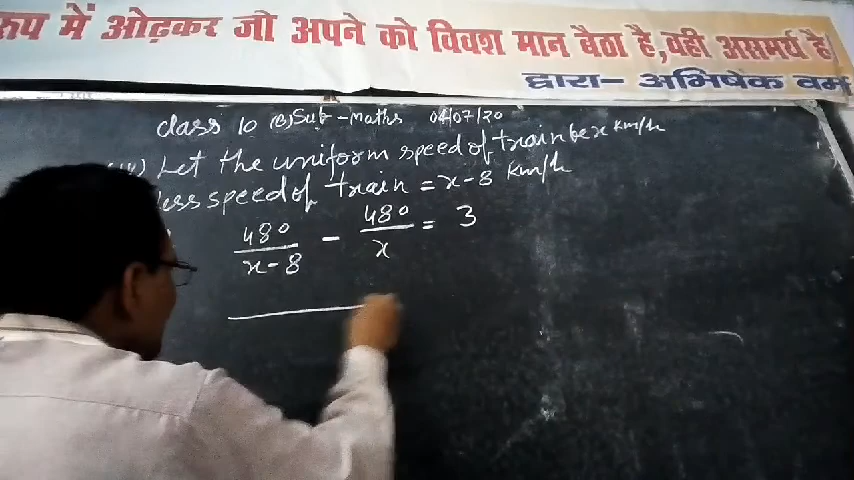 रूप में ओढ़कर जो अपने को विवश मान बैठा है, वही असमर्थ है
द्वारा- अभिषेक वर्मा
class 10 (C) Sub-maths 04/07/20
(iv) Let the uniform speed of train be x km/h
less speed of train = x-8 km/h
480/(x-8) - 480/x = 3